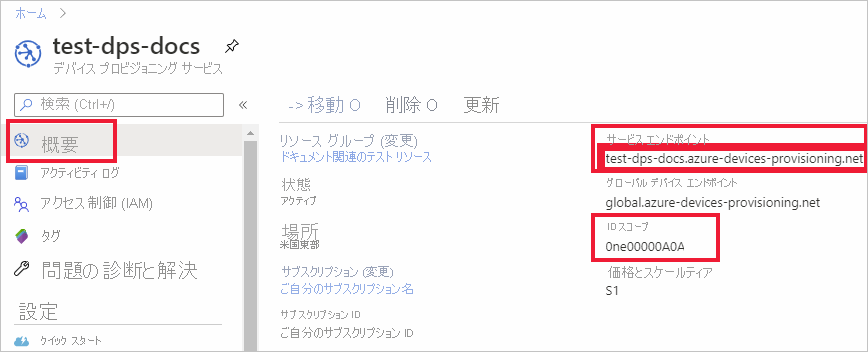 ホーム >
test-dps-docs
デバイス プロビジョニング サービス
検索 (Ctrl+/)
«
概要
アクティビティ ログ
アクセス制御 (IAM)
タグ
問題の診断と解決
設定
クイック スタート
-> 移動 O 削除 O 更新
リソース グループ (変更)
ドキュメント関連のテスト リソース
状態
アクティブ
場所
米国東部
サブスクリプション (変更)
ご自分のサブスクリプション名
サブスクリプション ID
ご自分のサブスクリプション ID
サービス エンドポイント
test-dps-docs.azure-devices-provisioning.net
グローバル デバイス エンドポイント
global.azure-devices-provisioning.net
ID スコープ
0ne00000A0A
価格とスケールティア
S1